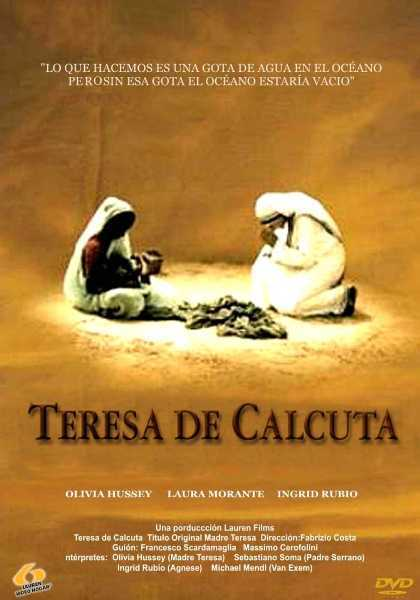 "LO QUE HACEMOS ES UNA GOTA DE AGUA EN EL OCÉANO
PEROSIN ESA GOTA EL OCÉANO ESTARÍA VACIO"
TERESA DE CALCUTA
OLIVIA HUSSEY LAURA MORANTE INGRID RUBIO
Una porduccción Lauren Films
Teresa de Calcuta Titulo Original Madre Teresa Dirección:Fabrizio Costa
Guión: Francesco Scardamaglia Massimo Cerofolini
ntérpretes: Olivia Hussey (Madre Teresa) Sebastiano Soma (Padre Serrano)
Ingrid Rubio (Agnese) Michael Mendl (Van Exem)
LAUREN
VIDEO HOGAR
DVD